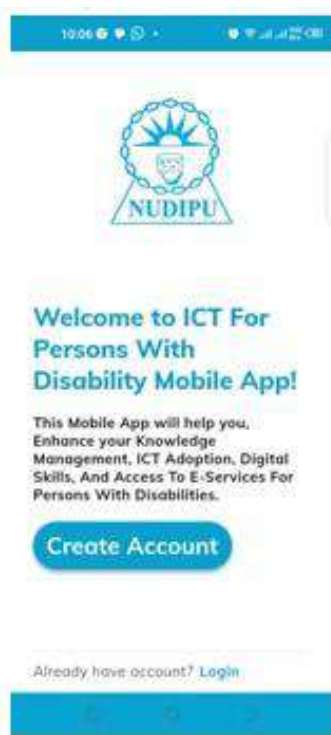 10:06
NUDIPU
Welcome to ICT For
Persons With
Disability Mobile App!
This Mobile App will help you,
Enhance your Knowledge
Management, ICT Adoption, Digital
Skills, And Access To E-Services For
Persons With Disabilities.
Create Account
Already have account? Login